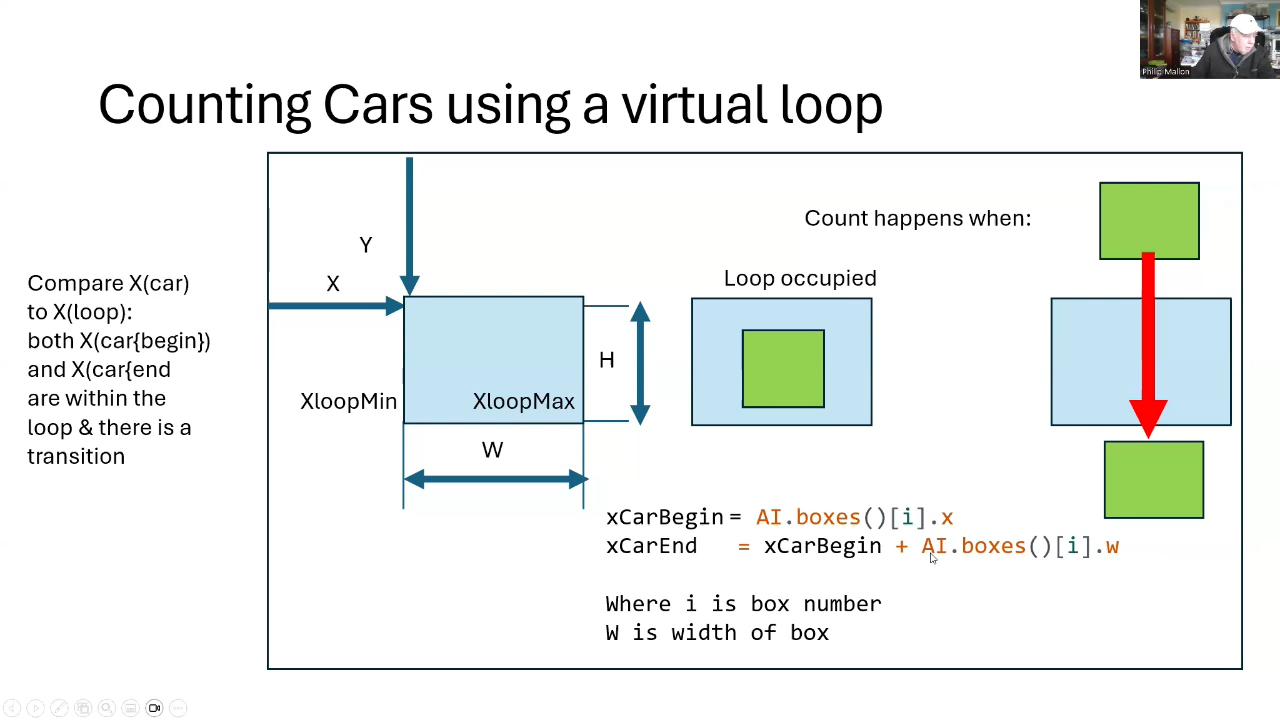 Philip Mallon
Counting Cars using a virtual loop
Compare X(car)
to X(loop):
both X(car{begin})
and X(car{end
are within the
loop & there is a
transition
Y
X
XloopMin
XloopMax
H
W
Loop occupied
Count happens when:
xCarBegin = AI.boxes()[i].x
xCarEnd = xCarBegin + AI.boxes()[i].w
Where i is box number
W is width of box